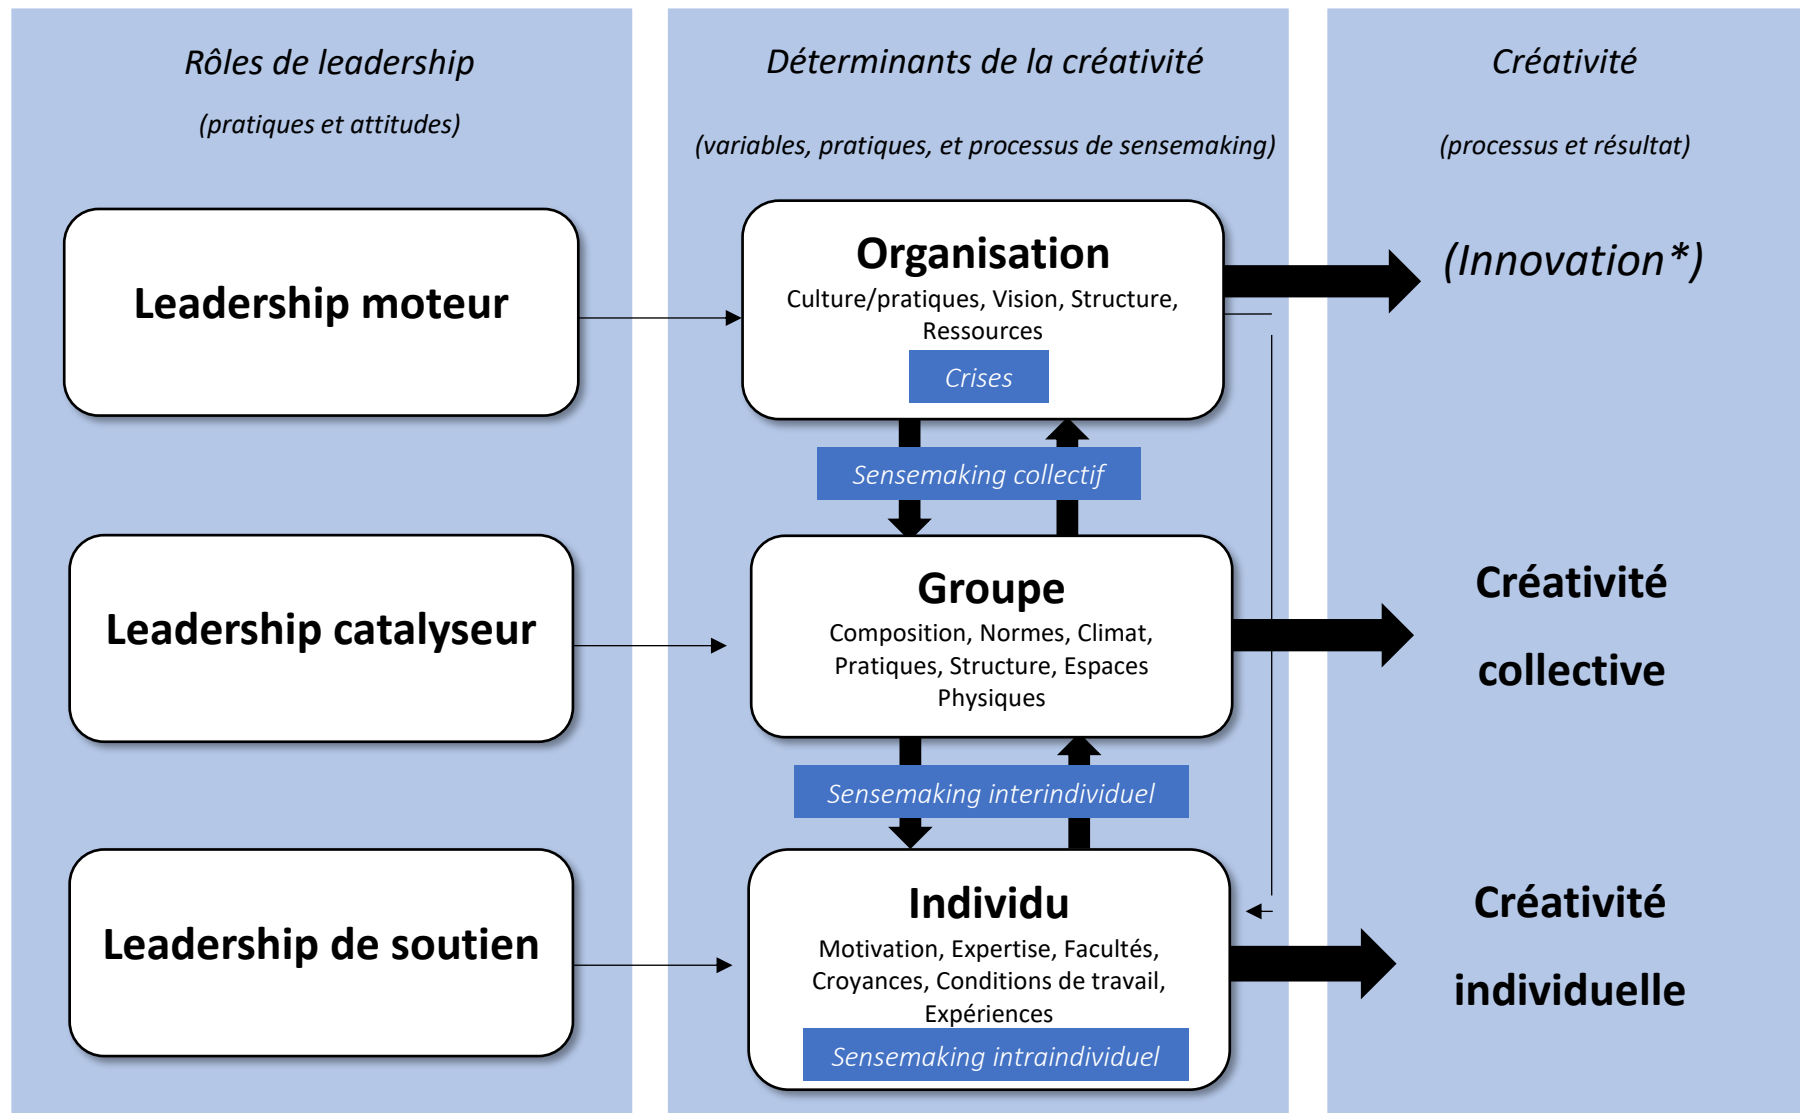 Rôles de leadership
(pratiques et attitudes)
Leadership moteur
Leadership catalyseur
Leadership de soutien
Déterminants de la créativité
(variables, pratiques, et processus de sensemaking)
Organisation
Culture/pratiques, Vision, Structure,
Ressources
Crises
Sensemaking collectif
Groupe
Composition, Normes, Climat,
Pratiques, Structure, Espaces
Physiques
Sensemaking interindividuel
Individu
Motivation, Expertise, Facultés,
Croyances, Conditions de travail,
Expériences
Sensemaking intraindividuel
Créativité
(processus et résultat)
(Innovation*)
Créativité
collective
Créativité
individuelle